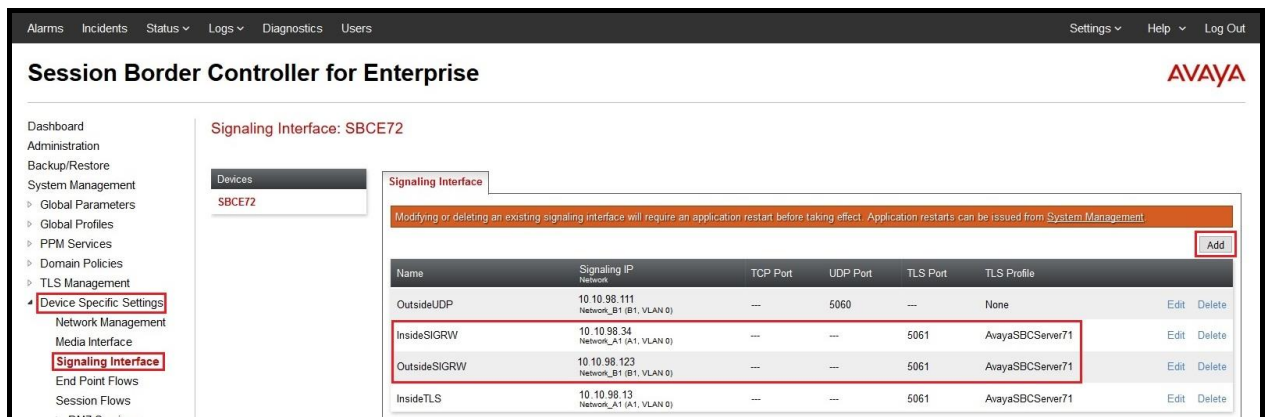 Alarms Incidents Status Logs Diagnostics Users Settings Help Log Out
Session Border Controller for Enterprise
AVAYA
Dashboard
Administration
Backup/Restore
System Management
Global Parameters
Global Profiles
PPM Services
Domain Policies
TLS Management
Device Specific Settings
Network Management
Media Interface
Signaling Interface
End Point Flows
Session Flows
Signaling Interface: SBCE72
Devices
SBCE72
Signaling Interface
Modifying or deleting an existing signaling interface will require an application restart before taking effect. Application restarts can be issued from System Management.
Add
Name Signaling IP TCP Port UDP Port TLS Port TLS Profile
Network
OutsideUDP 10.10.98.111 --- 5060 --- None Edit Delete
Network_B1 (B1, VLAN 0)
InsideSIGRW 10.10.98.34 --- --- 5061 AvayaSBCServer71 Edit Delete
Network_A1 (A1, VLAN 0)
OutsideSIGRW 10.10.98.123 --- --- 5061 AvayaSBCServer71 Edit Delete
Network_B1 (B1, VLAN 0)
InsideTLS 10.10.98.13 --- --- 5061 AvayaSBCServer71 Edit Delete
Network_A1 (A1, VLAN 0)